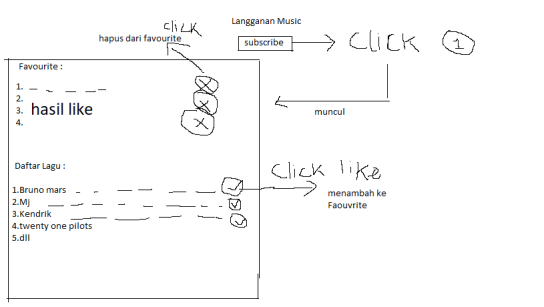 Langganan Music
click
hapus dari favourite
subscribe
CLICK 1
Favourite :
1.
2.
3. hasil like
4.
X
X
X
muncul
Daftar Lagu :
click like
1.Bruno mars
2.Mj
3.Kendrik
4.twenty one pilots
5.dll
menambah ke
Faouvrite